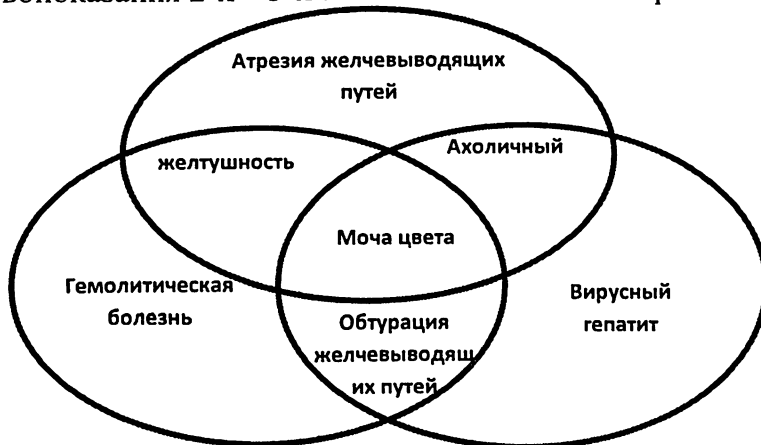 Атрезия желчевыводящих
путей
желтушность
Ахоличный
Моча цвета
Гемолитическая
болезнь
Вирусный
гепатит
Обтурация
желчевыводящ
их путей